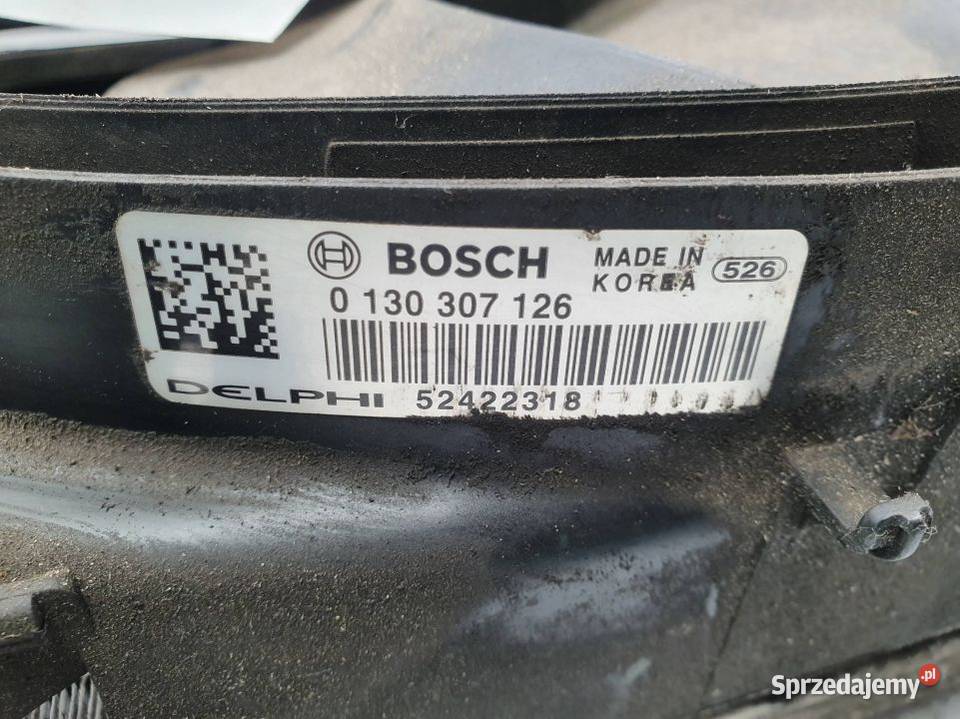 BOSCH MADE IN KOREA 526
0 130 307 126
DELPHI 52422318
Sprzedajemy.pl